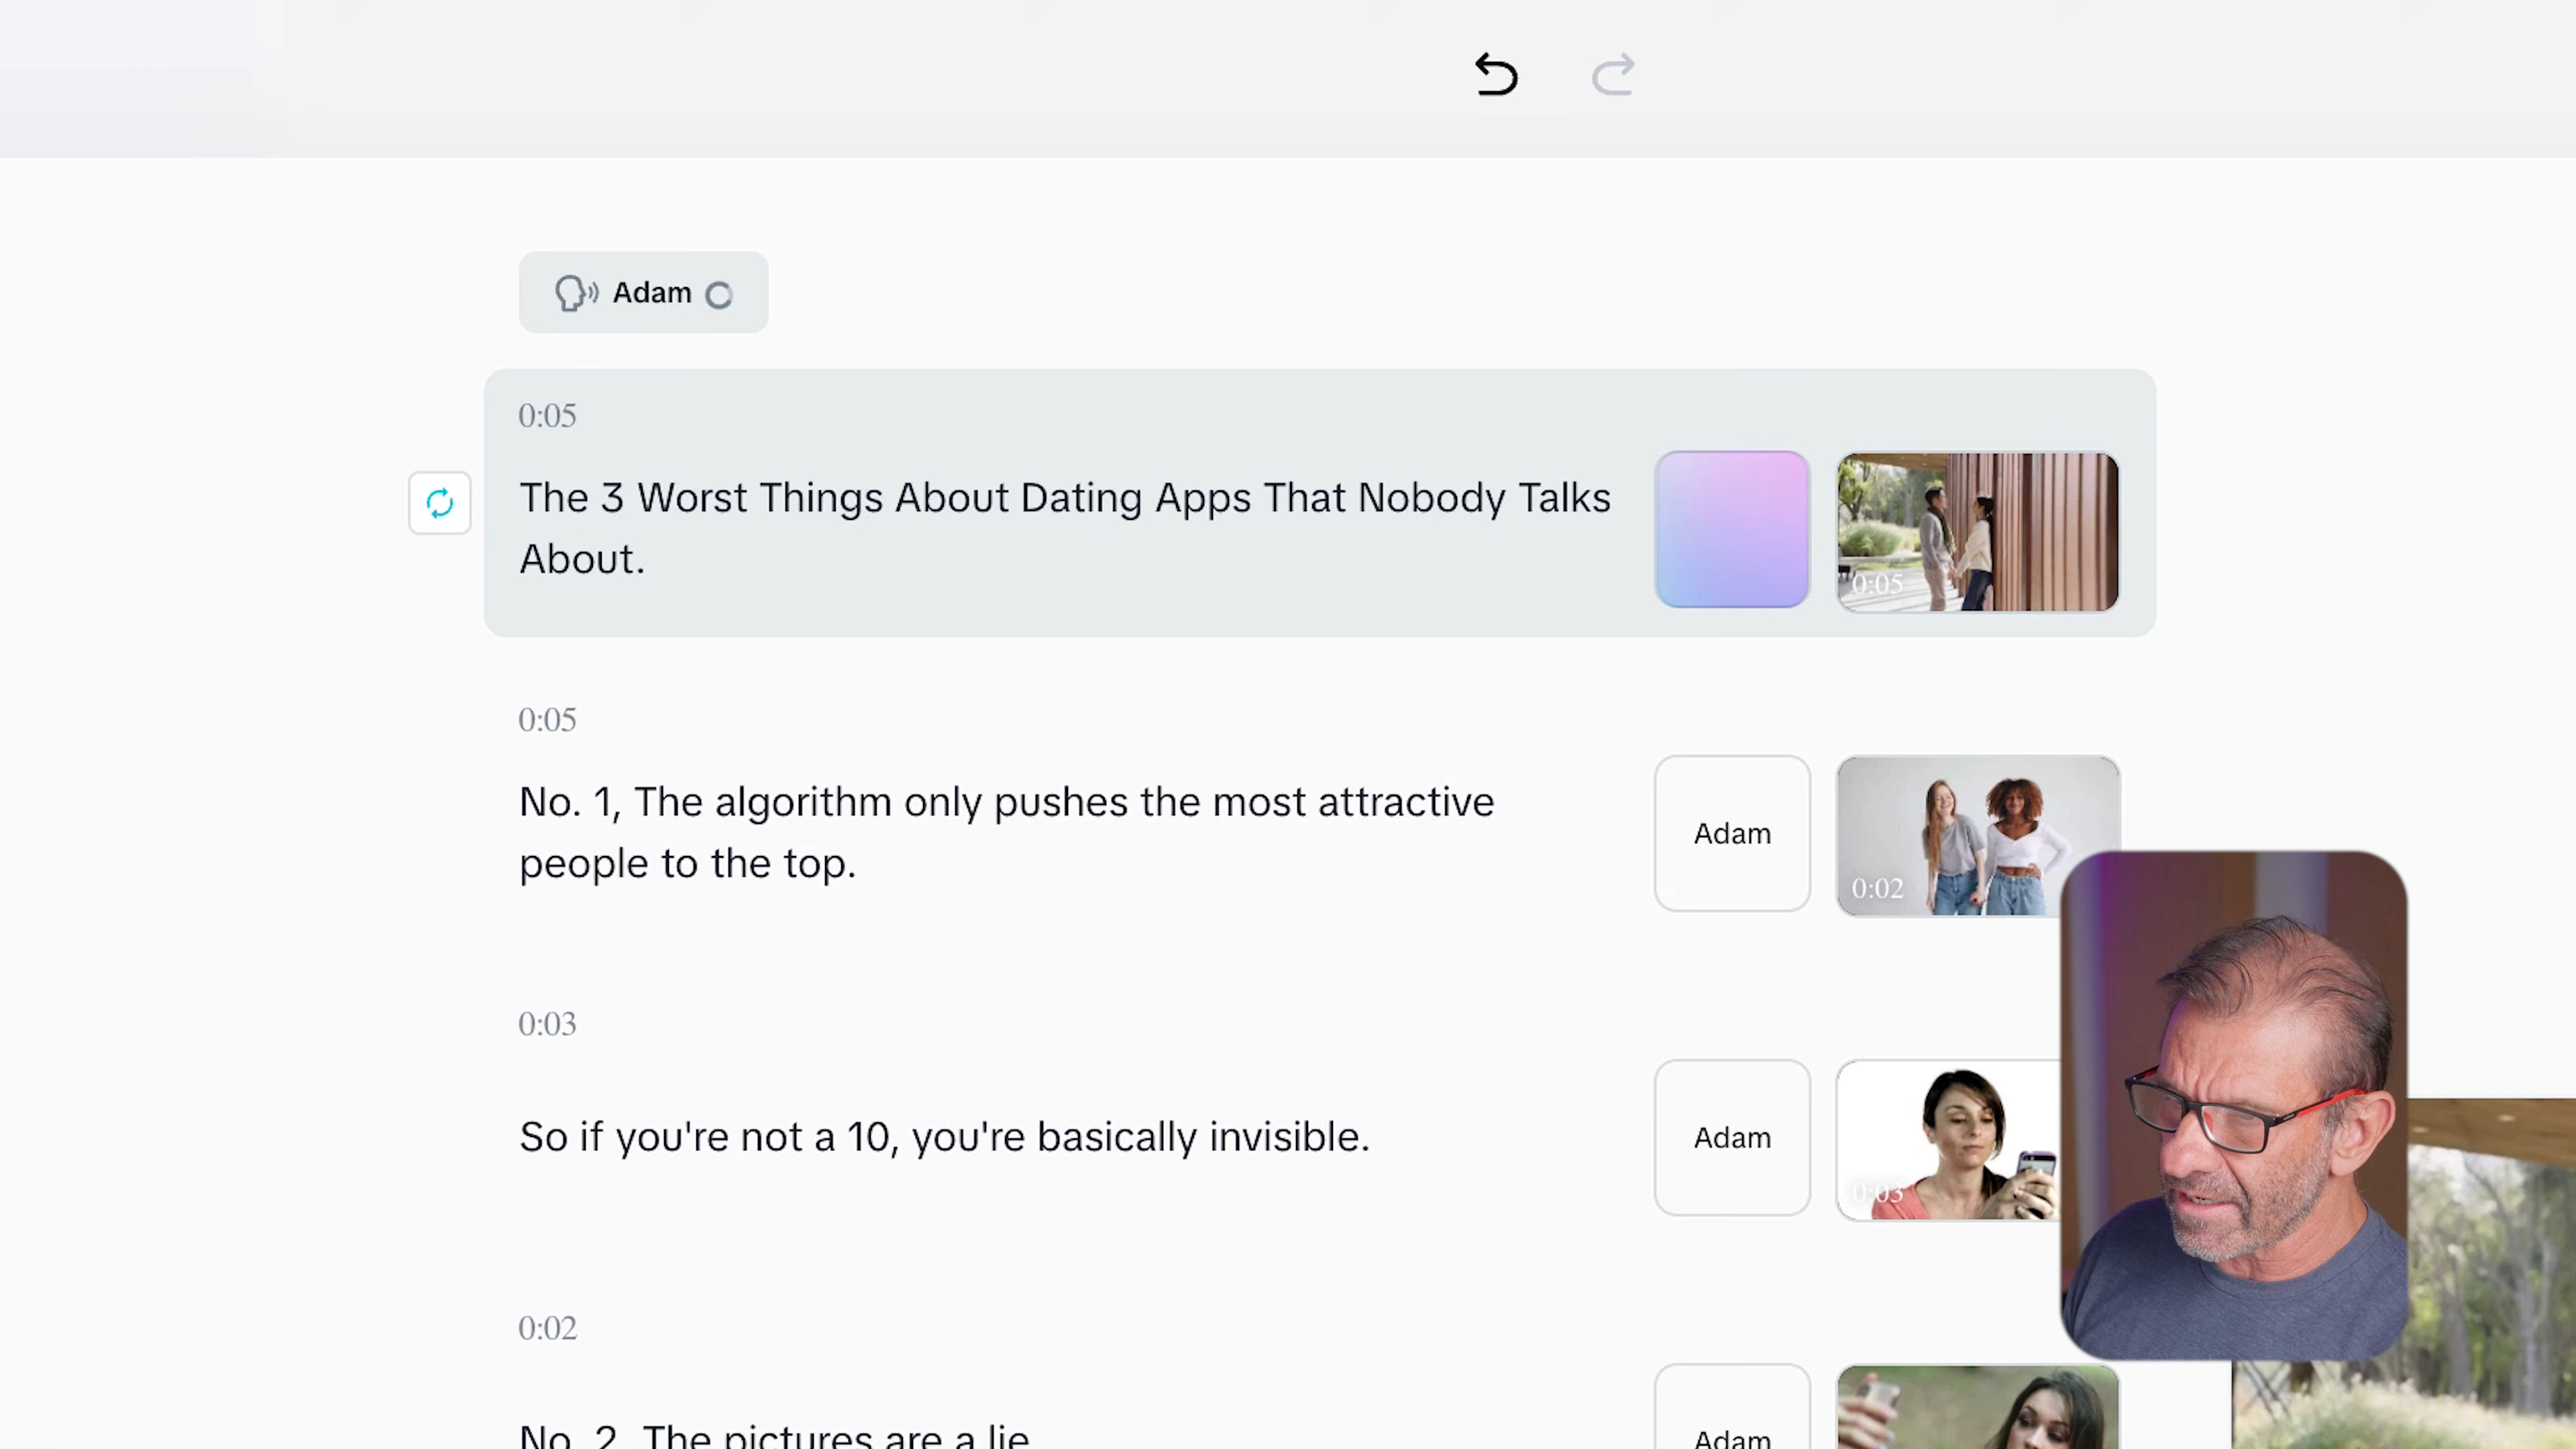 Adam
0:05
The 3 Worst Things About Dating Apps That Nobody Talks
About.
0:05
0:05
No. 1, The algorithm only pushes the most attractive
people to the top.
Adam
0:02
0:03
So if you're not a 10, you're basically invisible.
Adam
0:03
0:02
No. 2, The pictures are a lie
Adam